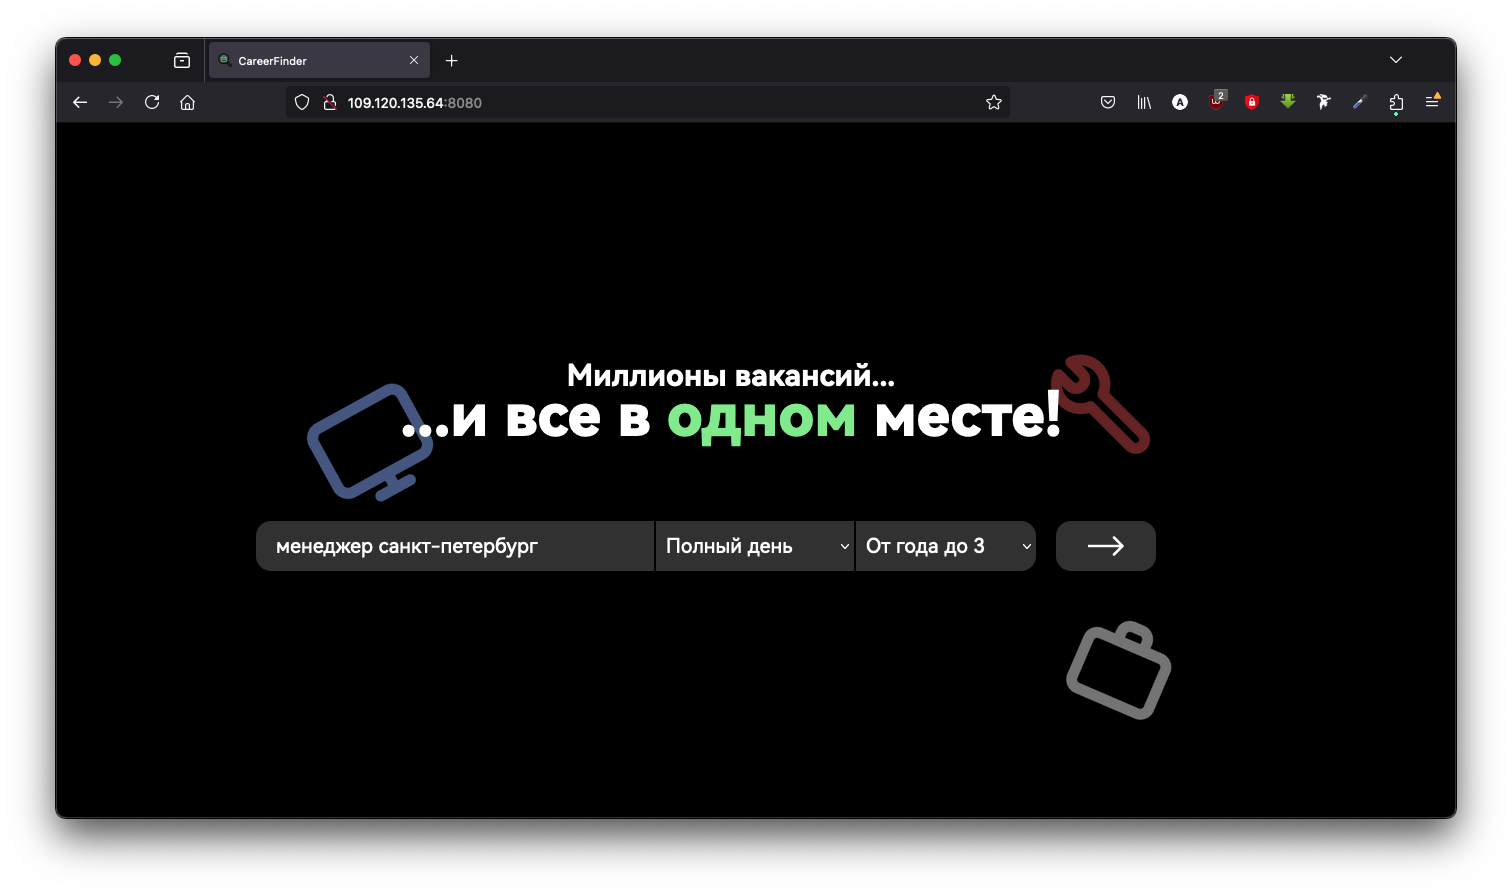 CareerFinder
109.120.135.64:8080
A
2
Миллионы вакансий...
...и все в одном месте!
менеджер санкт-петербург
Полный день
От года до 3